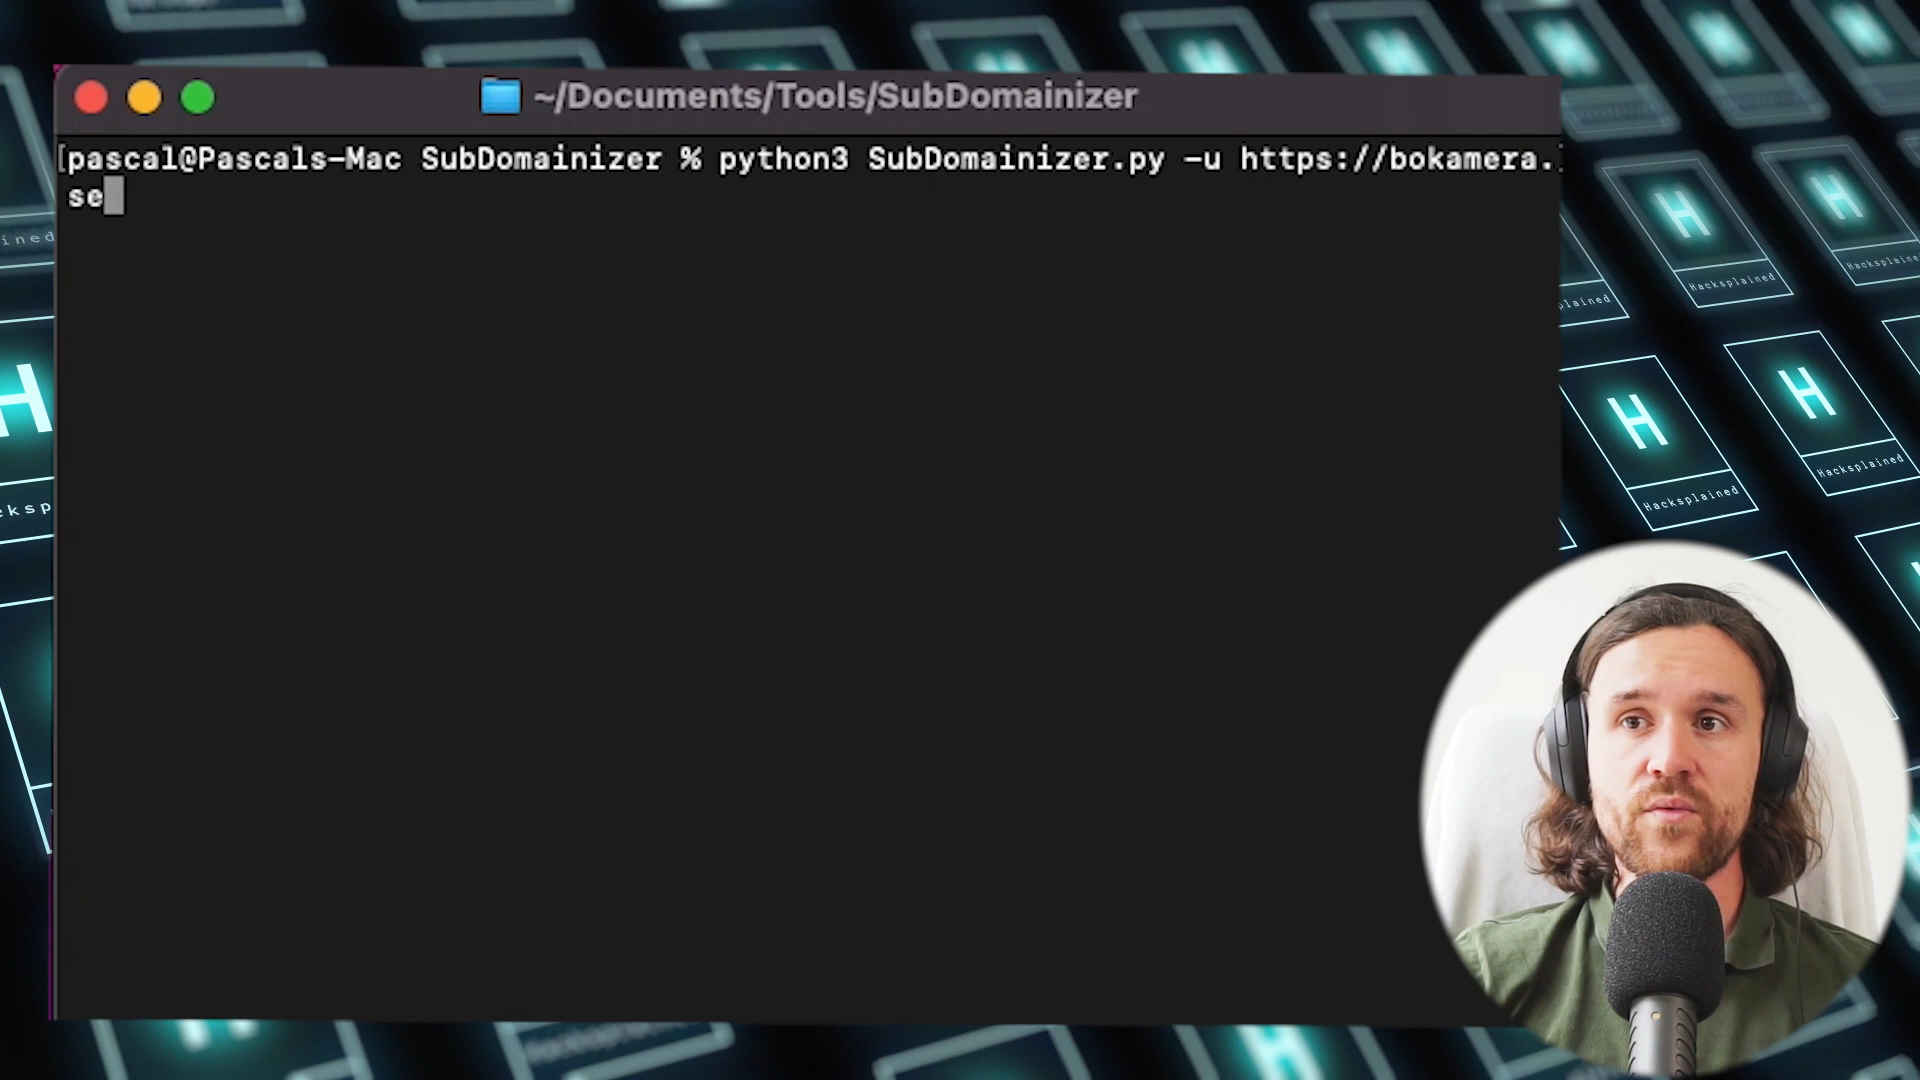 ~/Documents/Tools/SubDomainizer
[pascal@Pascals-Mac SubDomainizer % python3 SubDomainizer.py -u https://bokamera.]
se
H
Hacksplained
H
Hacksplained
H
Hacksplained
H
Hacksplained
H